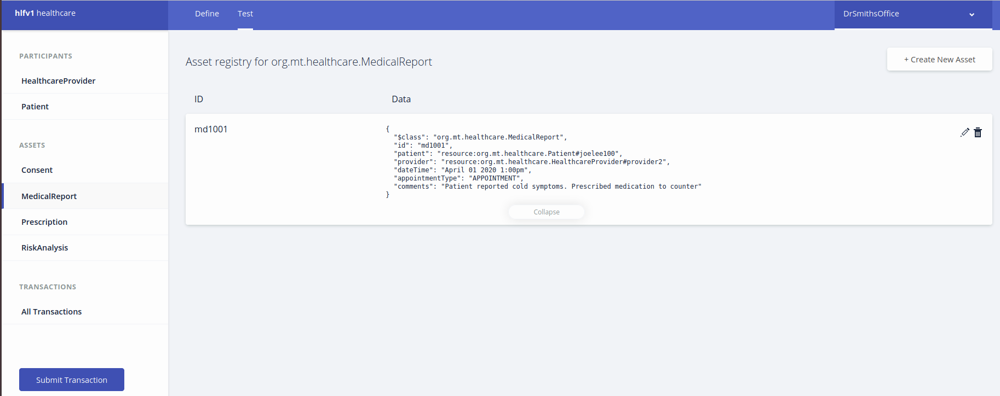 hlfv1 healthcare
Define
Test
DrSmithsOffice
PARTICIPANTS
HealthcareProvider
Patient
ASSETS
Consent
MedicalReport
Prescription
RiskAnalysis
TRANSACTIONS
All Transactions
Submit Transaction
Asset registry for org.mt.healthcare.MedicalReport
+ Create New Asset
ID
Data
md1001
{
"$class": "org.mt.healthcare.MedicalReport",
"id": "md1001",
"patient": "resource:org.mt.healthcare.Patient#joelee100",
"provider": "resource:org.mt.healthcare.HealthcareProvider#provider2",
"dateTime": "April 01 2020 1:00pm",
"appointmentType": "APPOINTMENT",
"comments": "Patient reported cold symptoms. Prescribed medication to counter"
}
Collapse